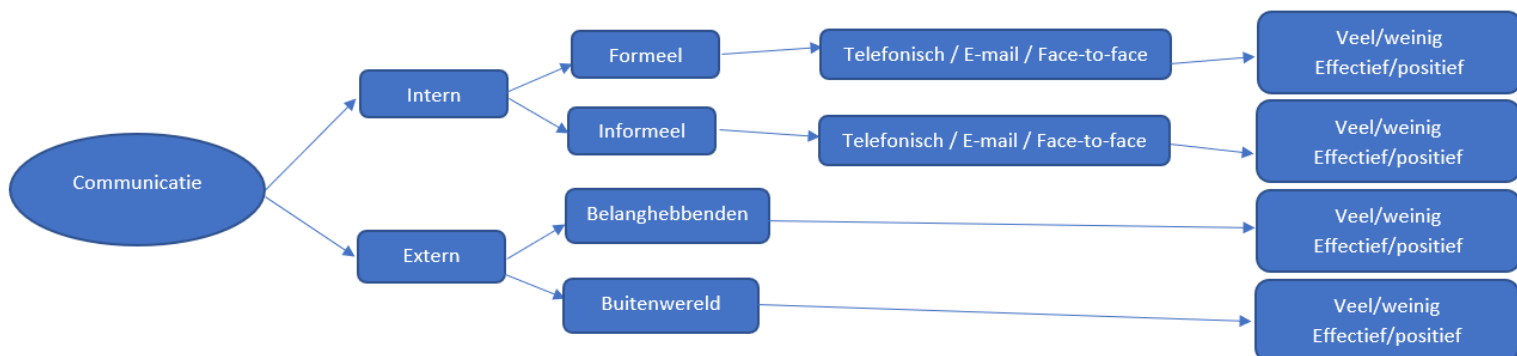 Communicatie
Intern
Formeel
Telefonisch / E-mail / Face-to-face
Veel/weinig
Effectief/positief
Informeel
Telefonisch / E-mail / Face-to-face
Veel/weinig
Effectief/positief
Extern
Belanghebbenden
Veel/weinig
Effectief/positief
Buitenwereld
Veel/weinig
Effectief/positief